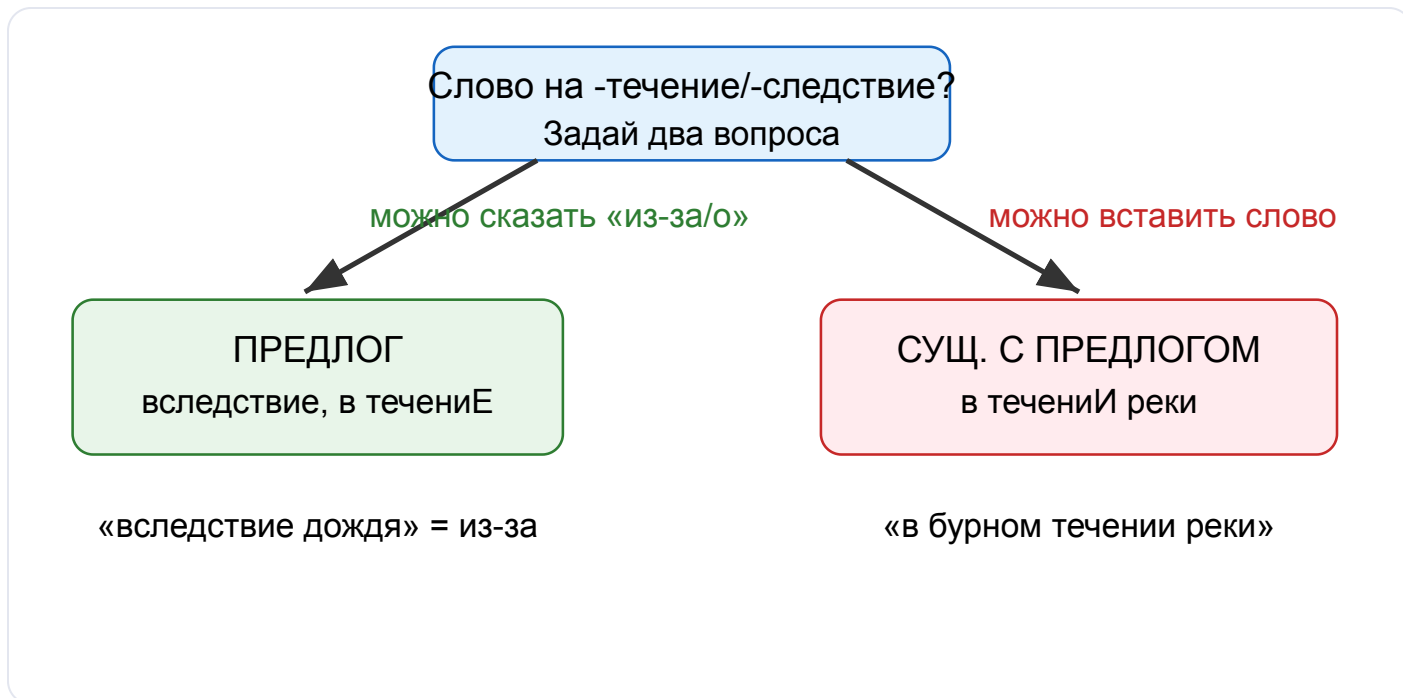 Слово на -течение/-следствие?
Задай два вопроса
можно сказать «из-за/о»
можно вставить слово
ПРЕДЛОГ
вследствие, в течениЕ
СУЩ. С ПРЕДЛОГОМ
в течениИ реки
«вследствие дождя» = из-за
«в бурном течении реки»